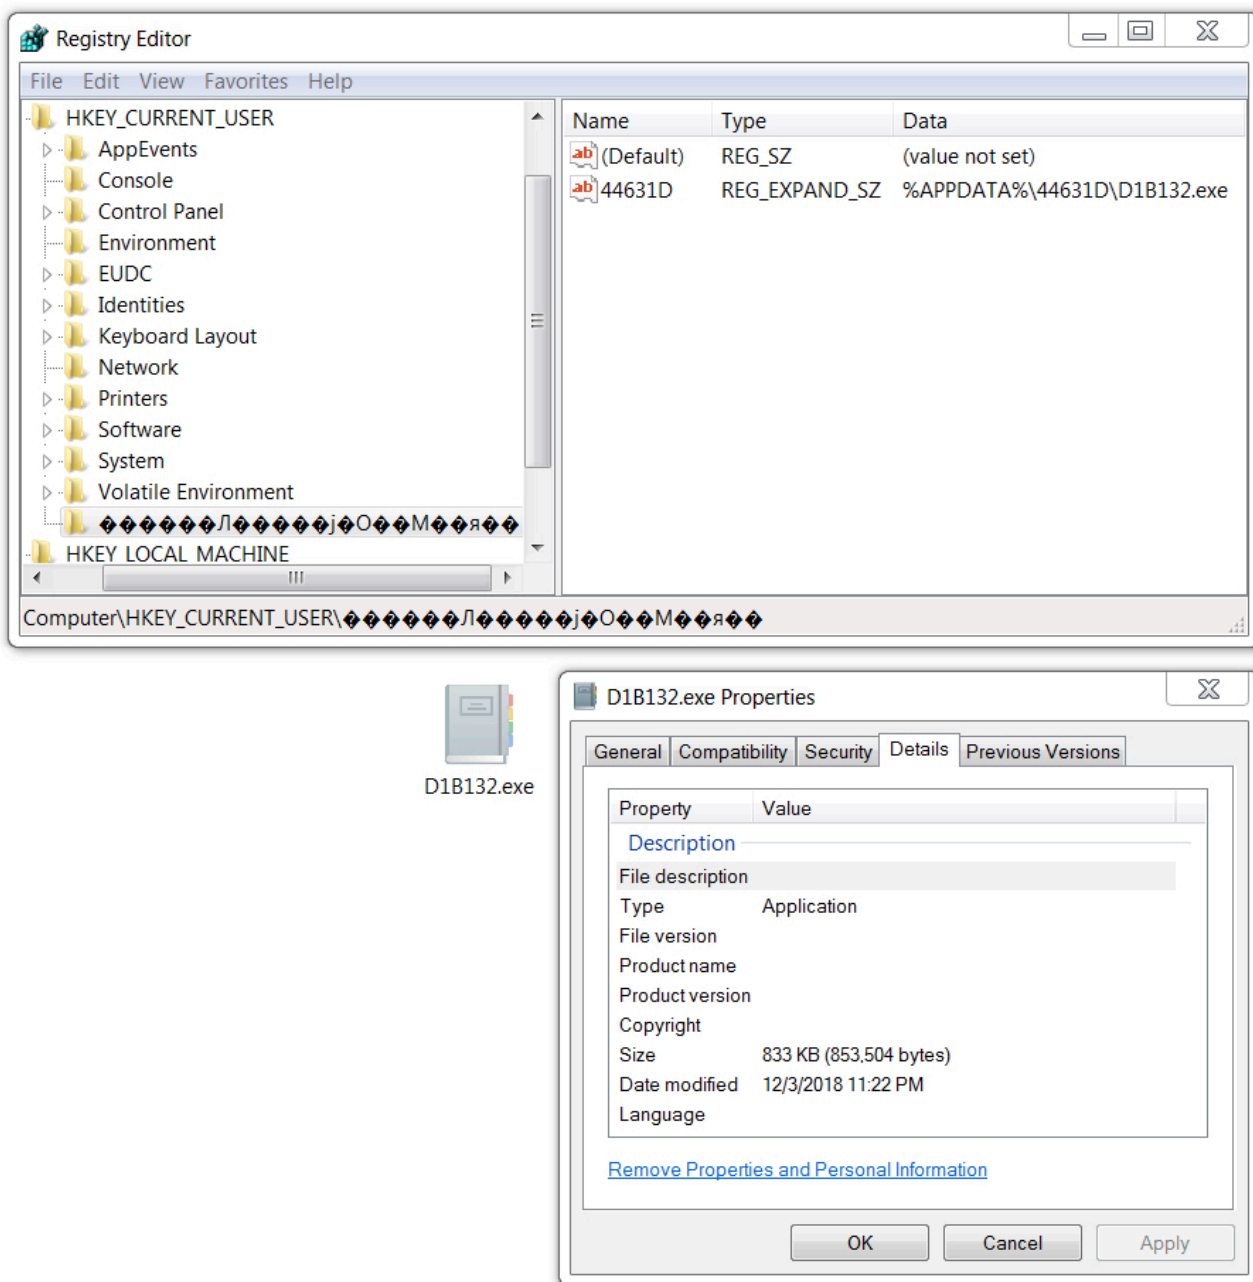 Registry Editor
File Edit View Favorites Help
HKEY_CURRENT_USER
AppEvents
Console
Control Panel
Environment
EUDC
Identities
Keyboard Layout
Network
Printers
Software
System
Volatile Environment
������Л�����ј�О��М��я��
HKEY_LOCAL_MACHINE
Name Type Data
(Default) REG_SZ (value not set)
44631D REG_EXPAND_SZ %APPDATA%\44631D\D1B132.exe
Computer\HKEY_CURRENT_USER\������Л�����ј�О��М��я��
D1B132.exe
D1B132.exe Properties
General Compatibility Security Details Previous Versions
Property Value
Description
File description
Type Application
File version
Product name
Product version
Copyright
Size 833 KB (853,504 bytes)
Date modified 12/3/2018 11:22 PM
Language
Remove Properties and Personal Information
OK Cancel Apply